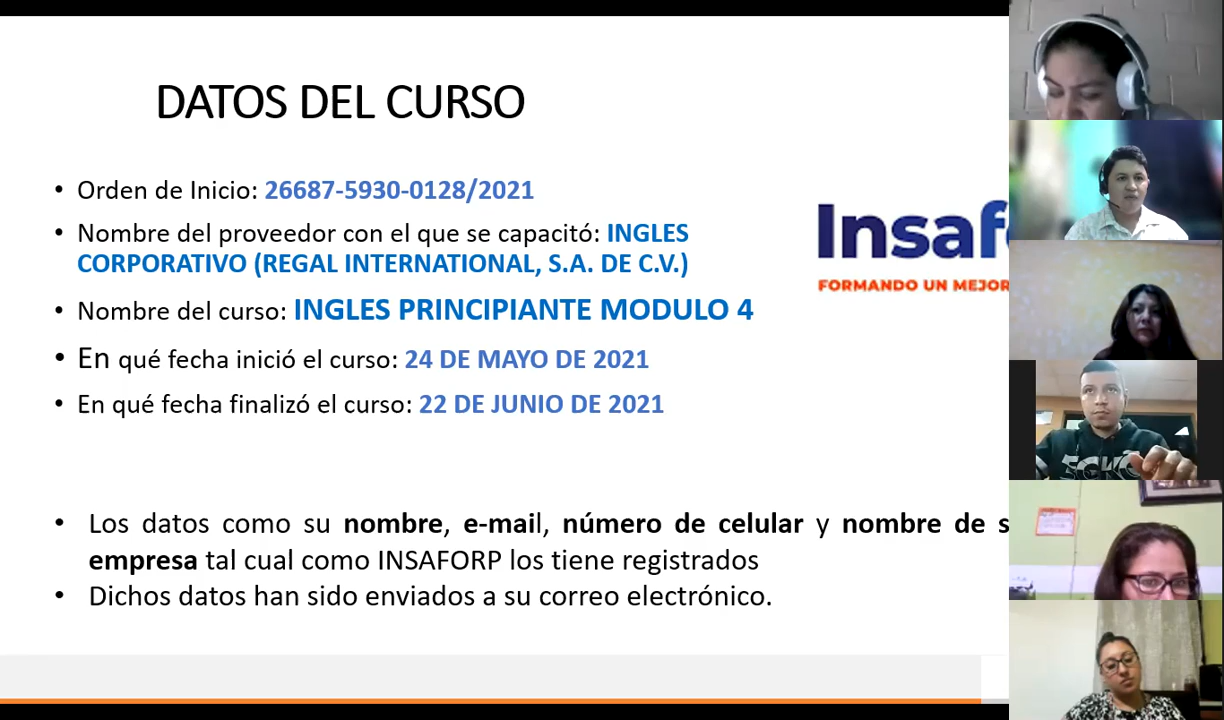 DATOS DEL CURSO
• Orden de Inicio: 26687-5930-0128/2021
• Nombre del proveedor con el que se capacitó: INGLES
CORPORATIVO (REGAL INTERNATIONAL, S.A. DE C.V.)
• Nombre del curso: INGLES PRINCIPIANTE MODULO 4
• En qué fecha inició el curso: 24 DE MAYO DE 2021
• En qué fecha finalizó el curso: 22 DE JUNIO DE 2021
Insaf
FORMANDO UN MEJOR
• Los datos como su nombre, e-mail, número de celular y nombre de s
empresa tal cual como INSAFORP los tiene registrados
• Dichos datos han sido enviados a su correo electrónico.